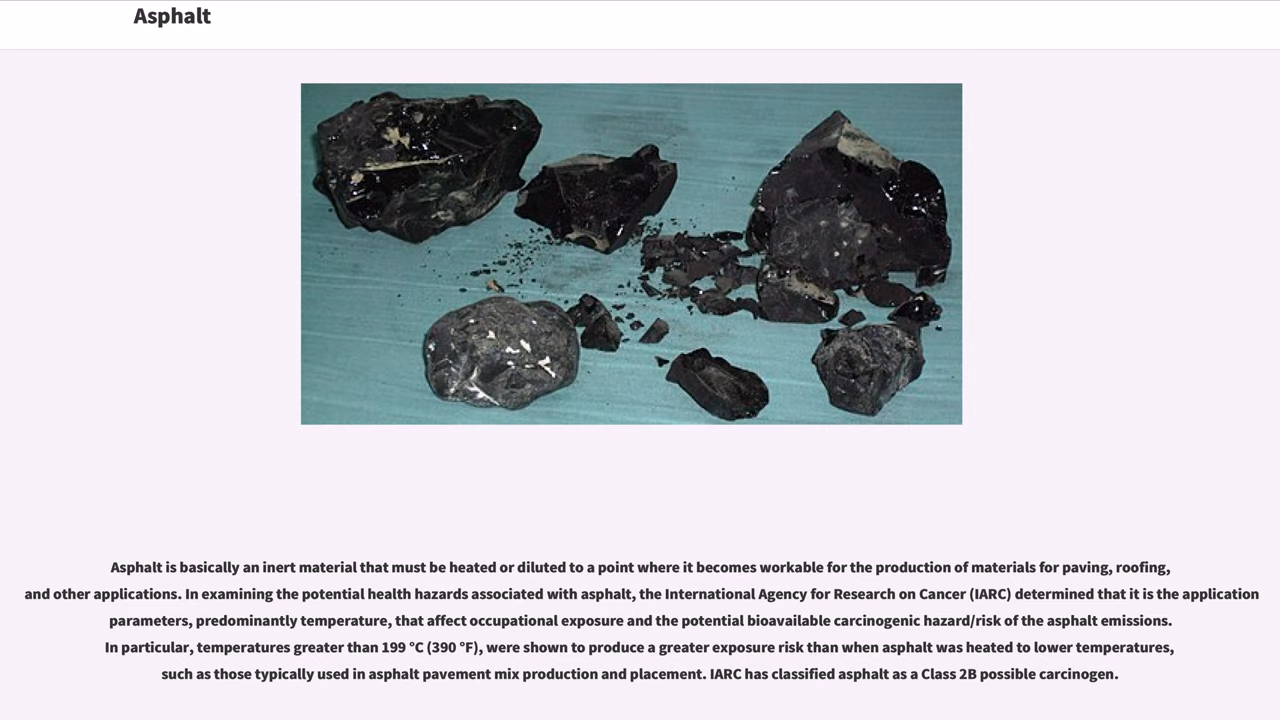 Asphalt
Asphalt is basically an inert material that must be heated or diluted to a point where it becomes workable for the production of materials for paving, roofing,
and other applications. In examining the potential health hazards associated with asphalt, the International Agency for Research on Cancer (IARC) determined that it is the application
parameters, predominantly temperature, that affect occupational exposure and the potential bioavailable carcinogenic hazard/risk of the asphalt emissions.
In particular, temperatures greater than 199 °C (390 °F), were shown to produce a greater exposure risk than when asphalt was heated to lower temperatures,
such as those typically used in asphalt pavement mix production and placement. IARC has classified asphalt as a Class 2B possible carcinogen.